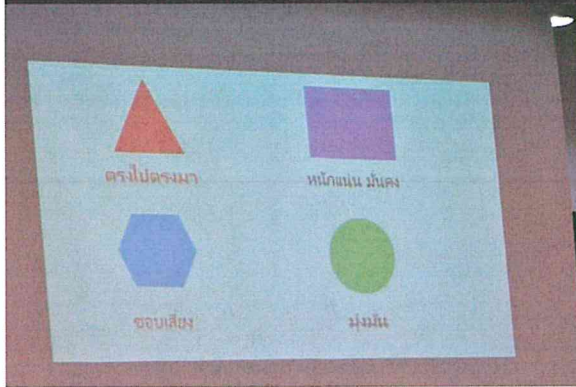 ตรงไปตรงมา
หนักแน่น มั่นคง
ชอบเสี่ยง
มุ่งมั่น